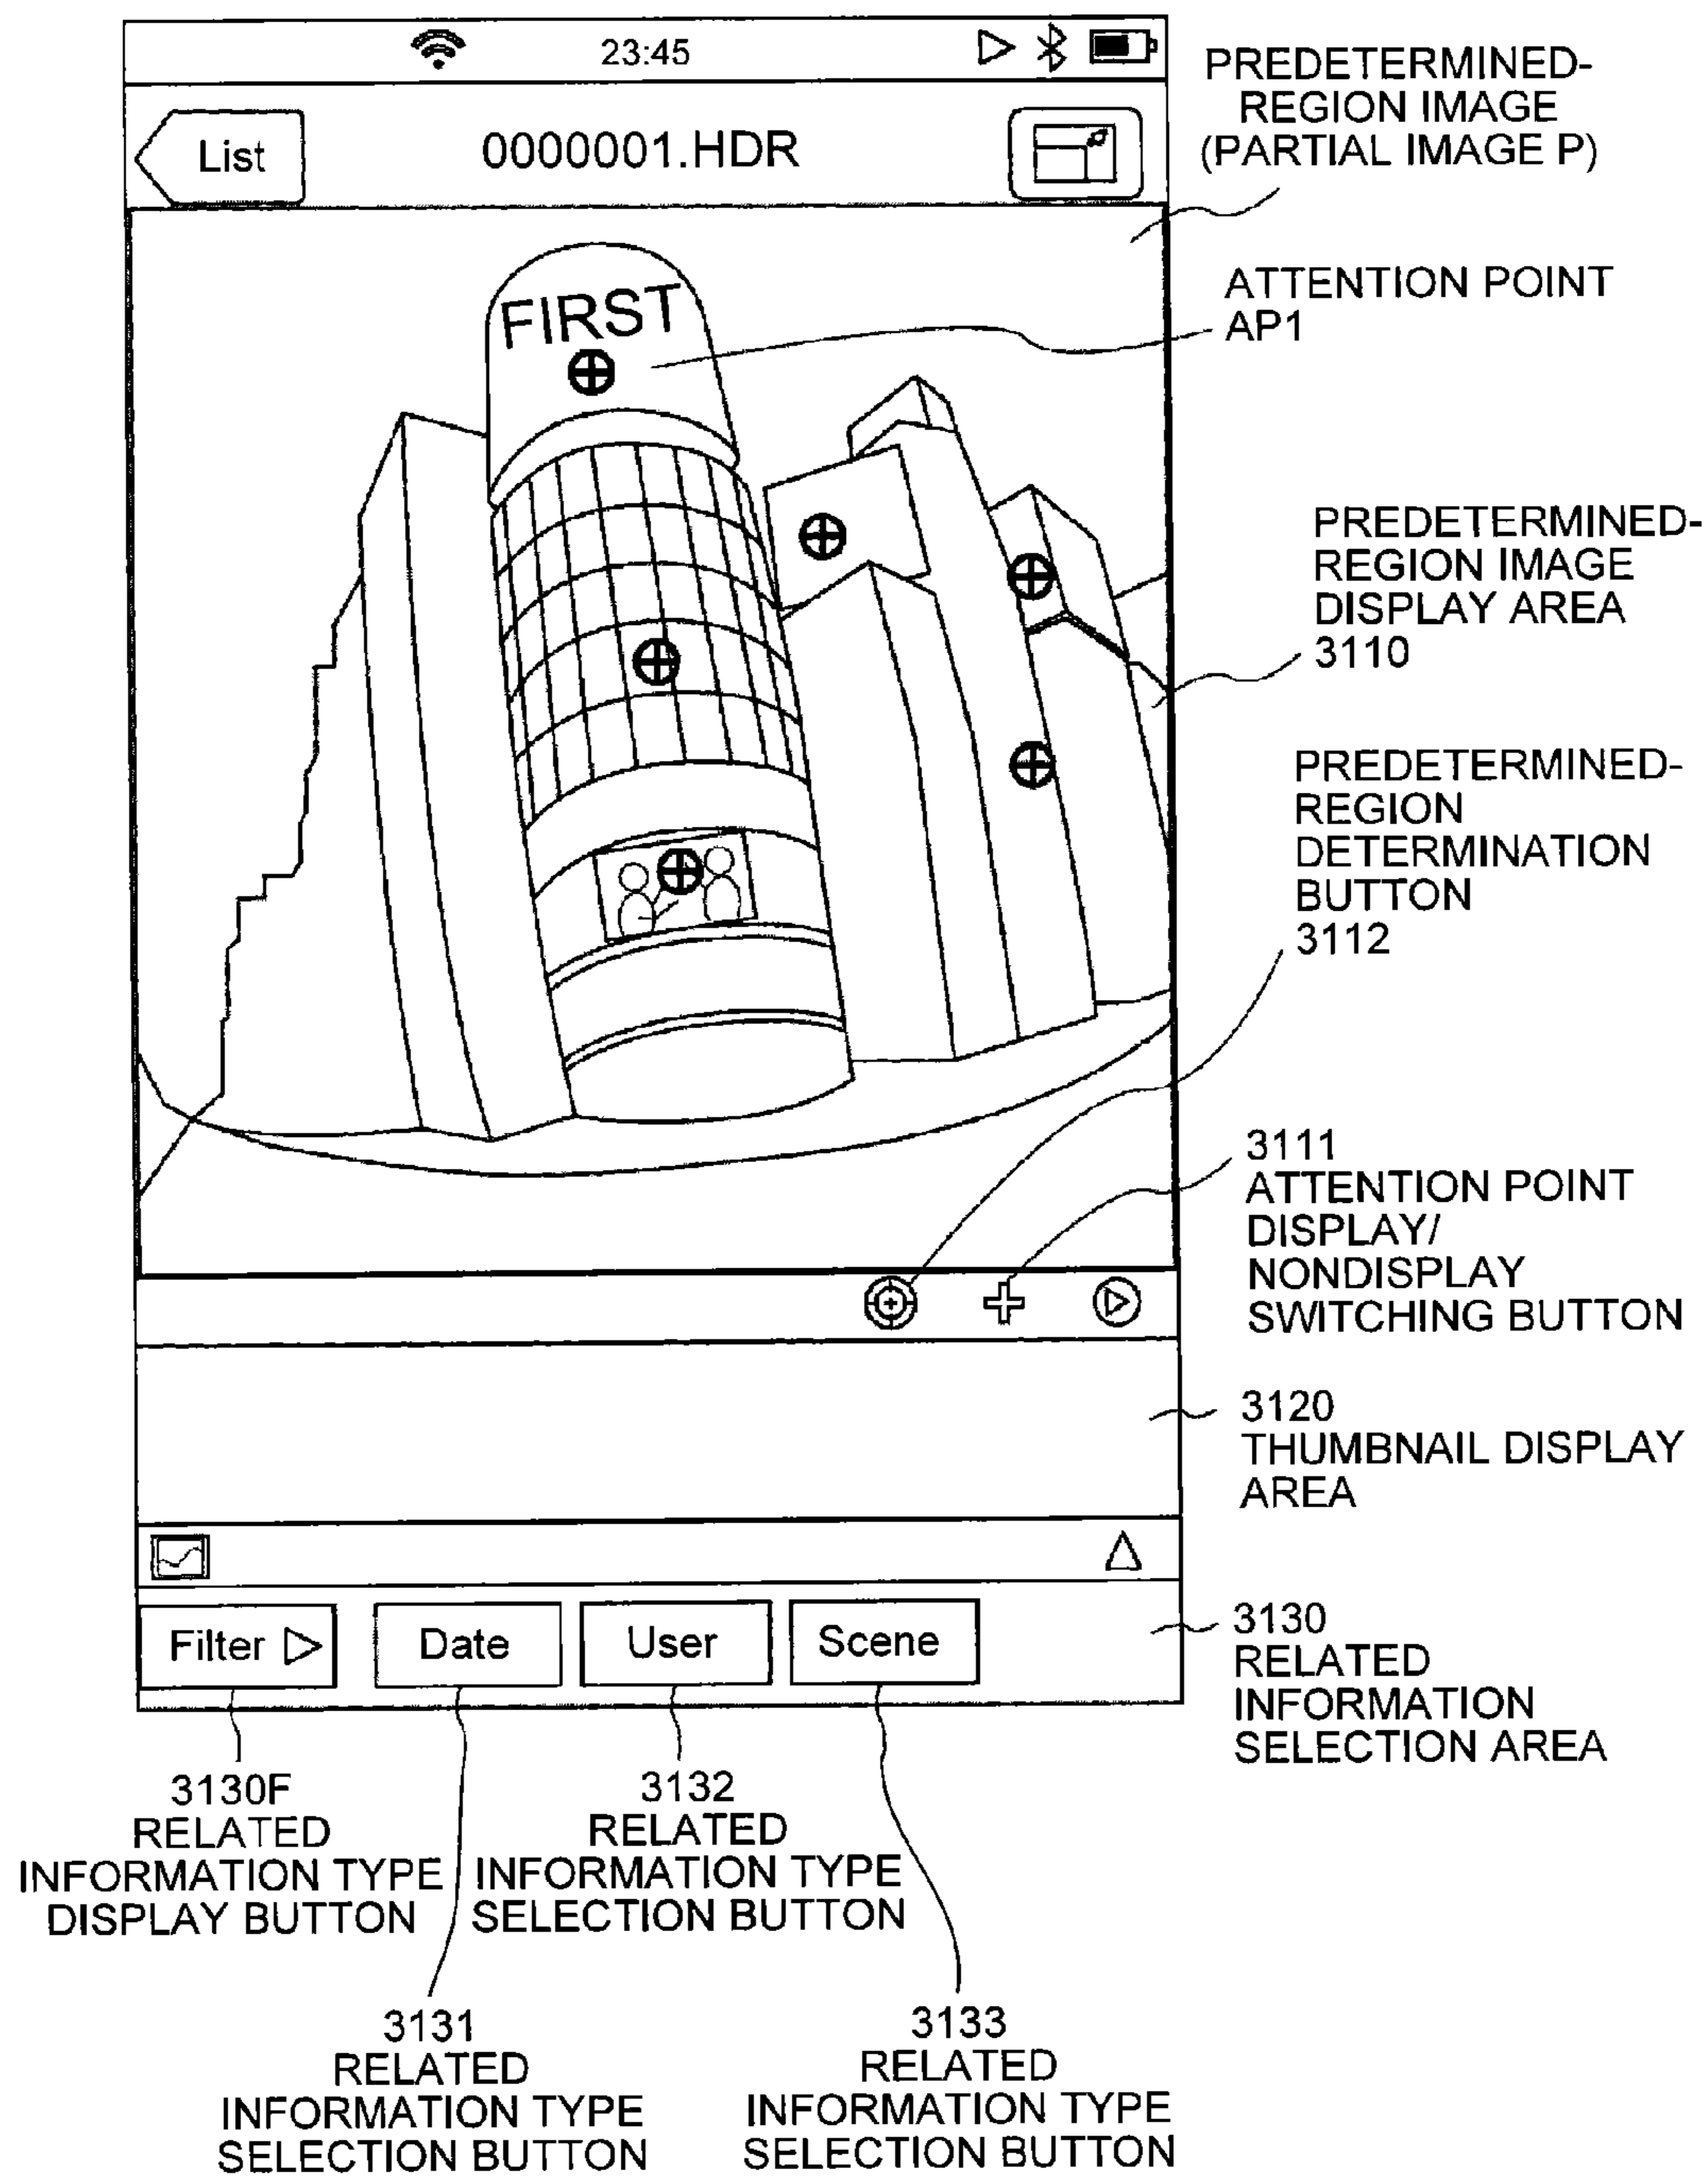 23:45
List
0000001.HDR
PREDETERMINED-
REGION IMAGE
(PARTIAL IMAGE P)
FIRST
ATTENTION POINT
AP1
PREDETERMINED-
REGION IMAGE
DISPLAY AREA
3110
PREDETERMINED-
REGION
DETERMINATION
BUTTON
3112
3111
ATTENTION POINT
DISPLAY/
NONDISPLAY
SWITCHING BUTTON
3120
THUMBNAIL DISPLAY
AREA
Filter
Date
User
Scene
3130
RELATED
INFORMATION
SELECTION AREA
3130F
RELATED
INFORMATION TYPE
DISPLAY BUTTON
3132
RELATED
INFORMATION TYPE
SELECTION BUTTON
3131
RELATED
INFORMATION TYPE
SELECTION BUTTON
3133
RELATED
INFORMATION TYPE
SELECTION BUTTON